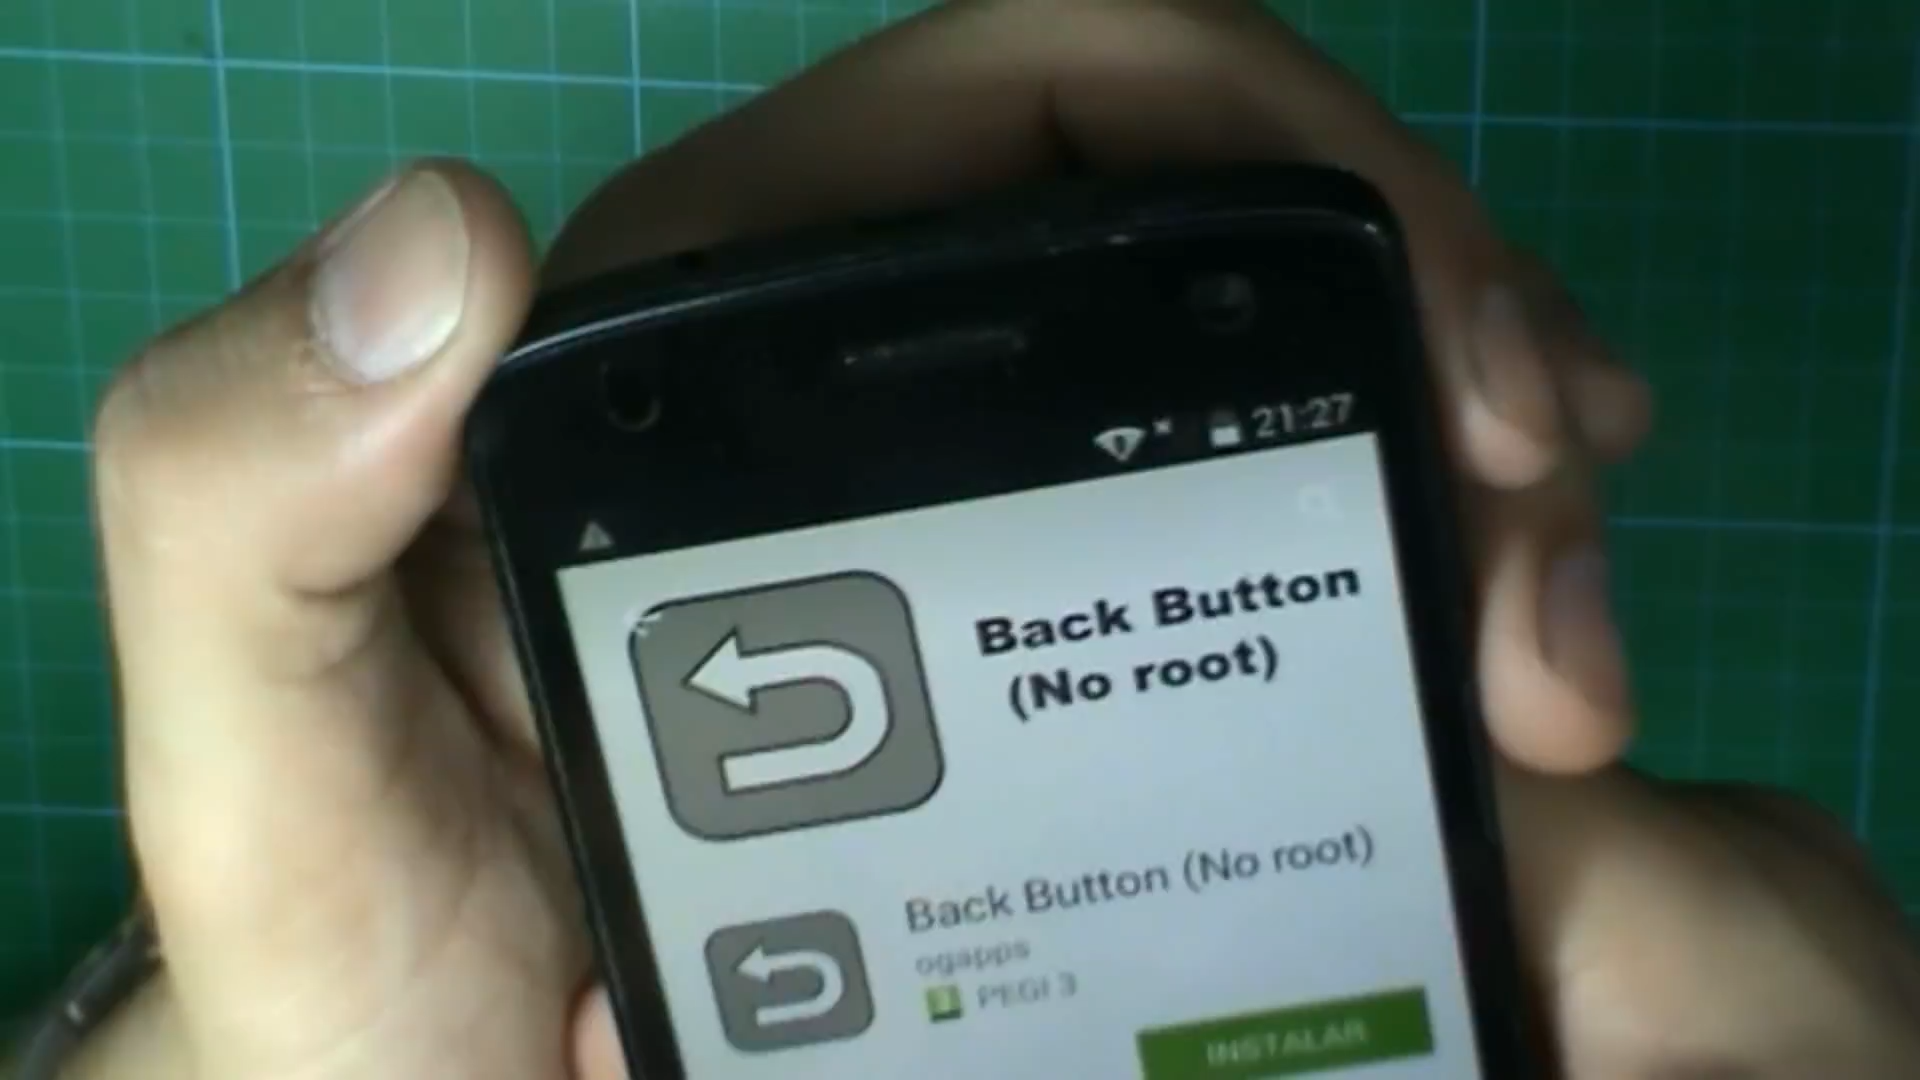 21:27
Back Button
(No root)
Back Button (No root)
ogapps
PEGI 3
INSTALAR